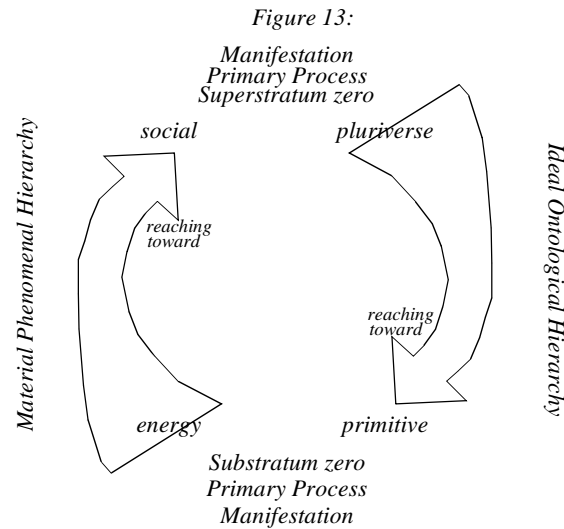 Figure 13:
Manifestation
Primary Process
Superstratum zero
social
pluriverse
Material Phenomenal Hierarchy
Ideal Ontological Hierarchy
reaching
toward
reaching
toward
energy
primitive
Substratum zero
Primary Process
Manifestation